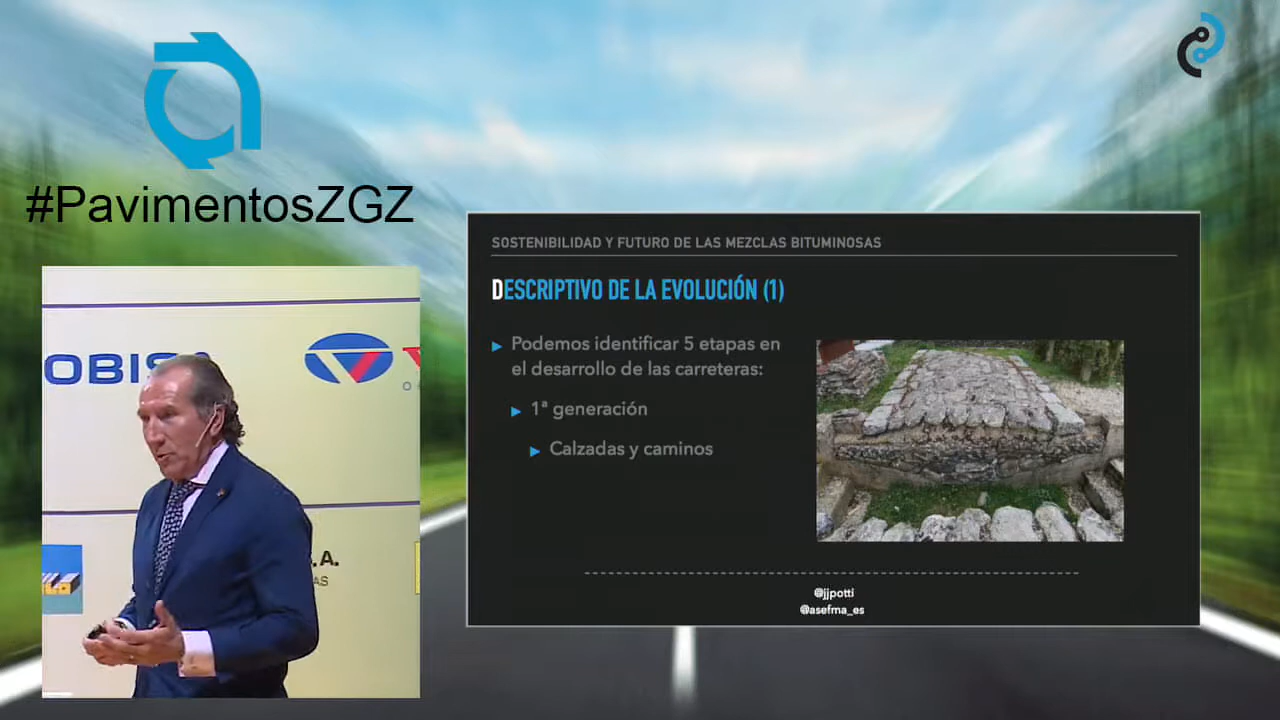 #PavimentosZGZ
SOSTENIBILIDAD Y FUTURO DE LAS MEZCLAS BITUMINOSAS
DESCRIPTIVO DE LA EVOLUCIÓN (1)
Podemos identificar 5 etapas en
el desarrollo de las carreteras:
1ª generación
Calzadas y caminos
@jjpotti
@asefma_es